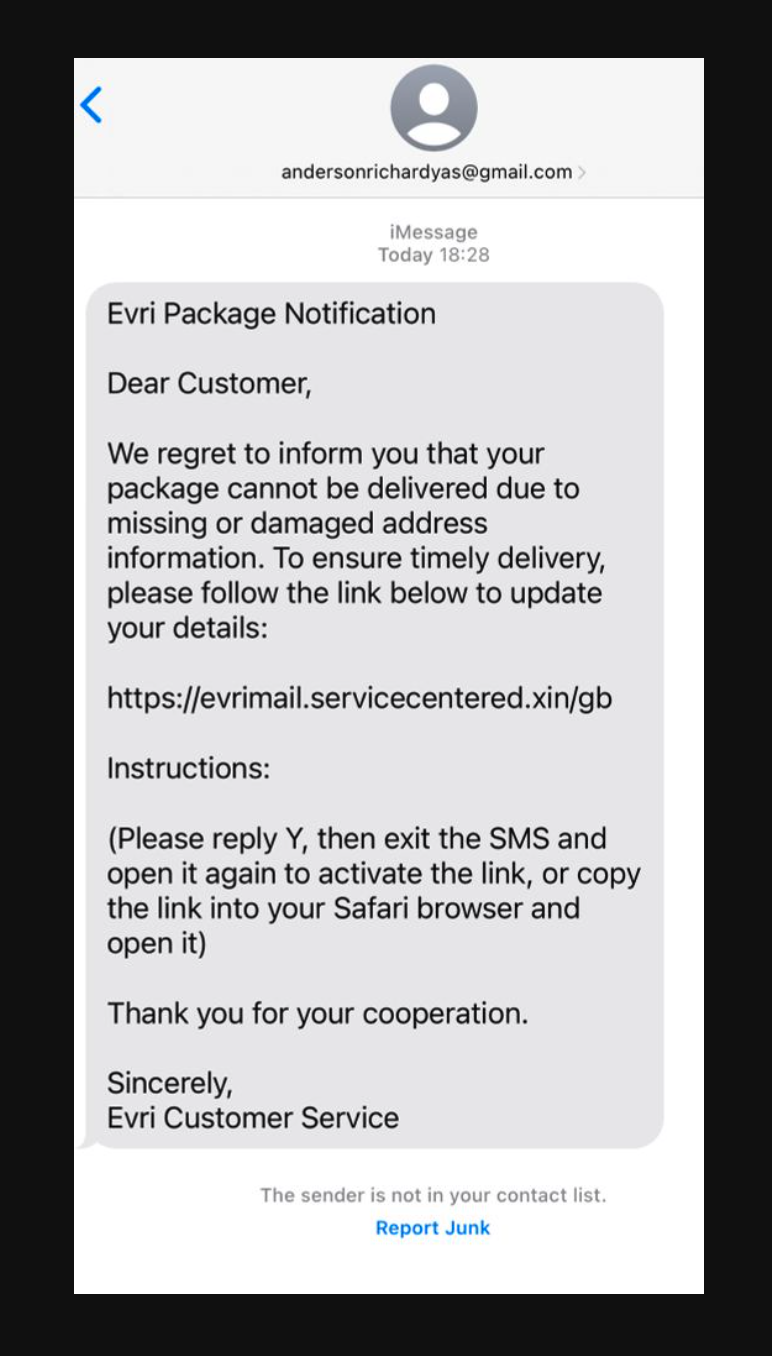 andersonrichardyas@gmail.com
iMessage
Today 18:28
Evri Package Notification
Dear Customer,
We regret to inform you that your
package cannot be delivered due to
missing or damaged address
information. To ensure timely delivery,
please follow the link below to update
your details:
https://evrimail.servicecentered.xin/gb
Instructions:
(Please reply Y, then exit the SMS and
open it again to activate the link, or copy
the link into your Safari browser and
open it)
Thank you for your cooperation.
Sincerely,
Evri Customer Service
The sender is not in your contact list.
Report Junk